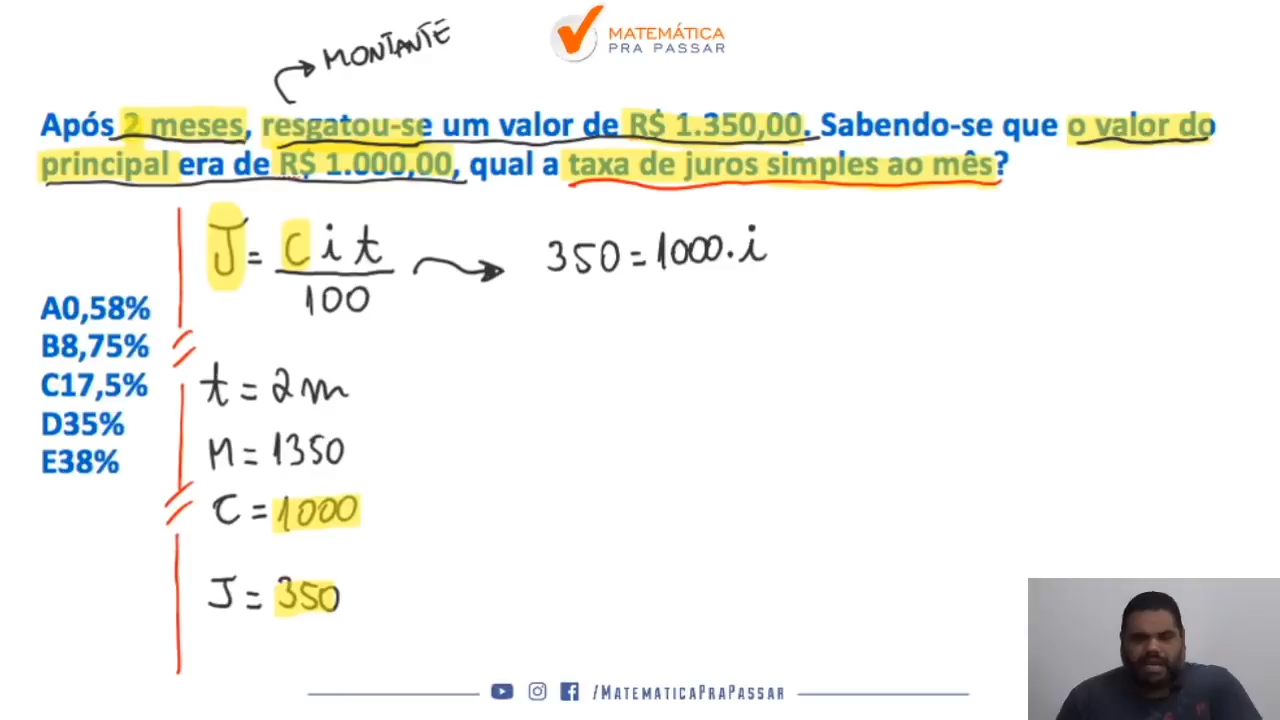 MATEMÁTICA
PRA PASSAR
MONTANTE
Após 2 meses, resgatou-se um valor de R$ 1.350,00. Sabendo-se que o valor do
principal era de R$ 1.000,00, qual a taxa de juros simples ao mês?
J = C i t
100
350 = 1000 . i
A0,58%
B8,75%
C17,5%
D35%
E38%
t = 2m
M = 1350
C = 1000
J = 350
/MATEMATICAPRAPASSAR